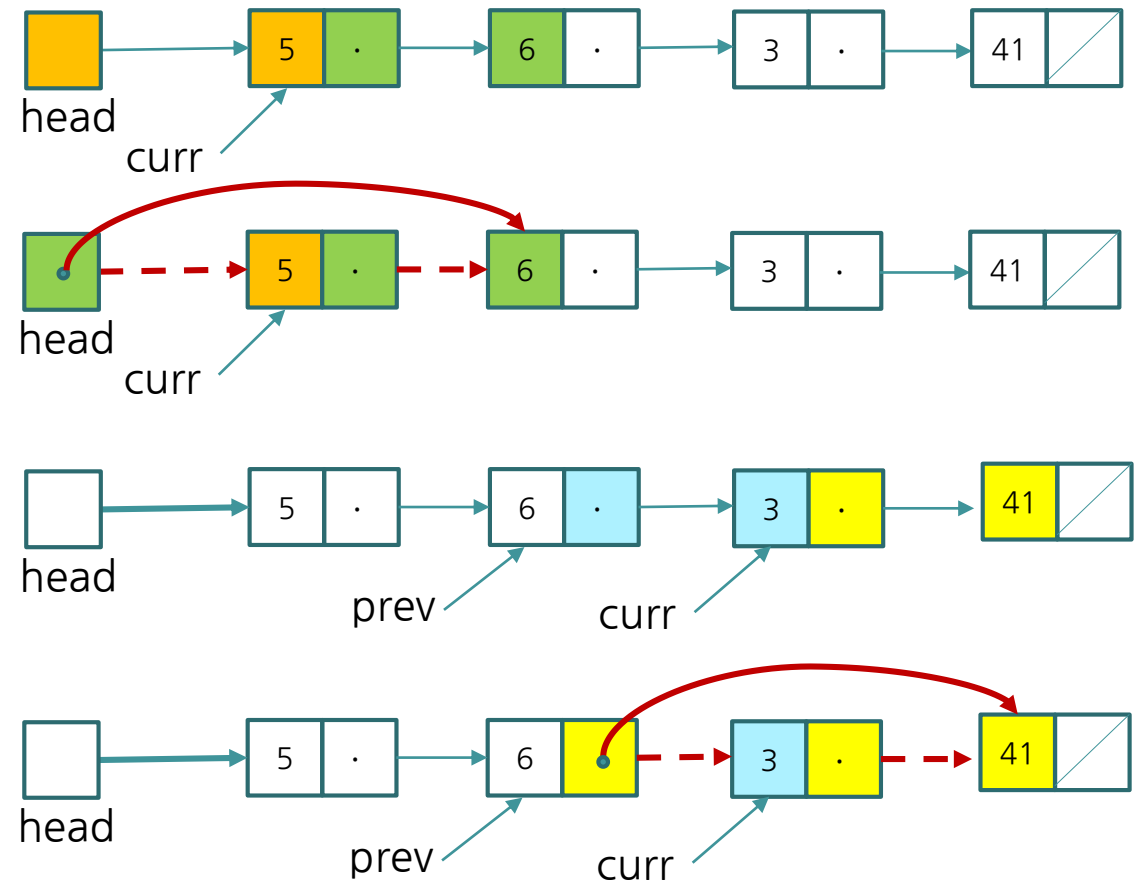 5 . 6 . 3 . 41
head
curr
5 . 6 . 3 . 41
head
curr
5 . 6 . 3 . 41
head
prev curr
5 . 6 . 3 . 41
head
prev curr